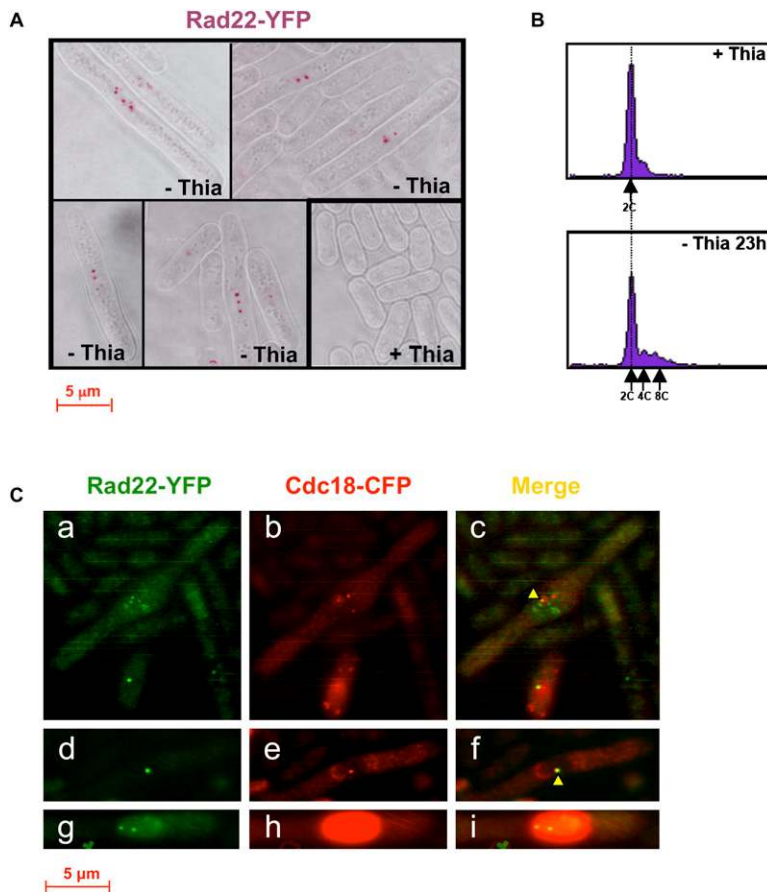 A
Rad22-YFP
- Thia
- Thia
- Thia
- Thia
+ Thia
5 µm
B
+ Thia
2C
- Thia 23h
2C 4C 8C
C
Rad22-YFP Cdc18-CFP Merge
a b c
d e f
g h i
5 µm